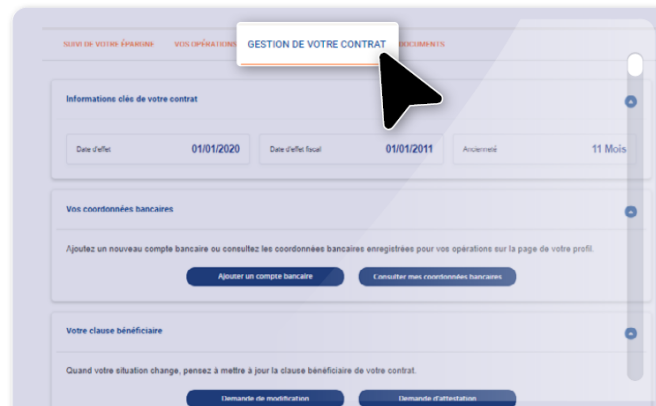 SUIVI DE VOTRE ÉPARGNE VOS OPÉRATIONS GESTION DE VOTRE CONTRAT DOCUMENTS
Informations clés de votre contrat
Date d'effet 01/01/2020 Date d'effet fiscal 01/01/2011 Ancienneté 11 Mois
Vos coordonnées bancaires
Ajoutez un nouveau compte bancaire ou consultez les coordonnées bancaires enregistrées pour vos opérations sur la page de votre profil.
Ajouter un compte bancaire Consulter mes coordonnées bancaires
Votre clause bénéficiaire
Quand votre situation change, pensez à mettre à jour la clause bénéficiaire de votre contrat.
Demande de modification Demande d'attestation